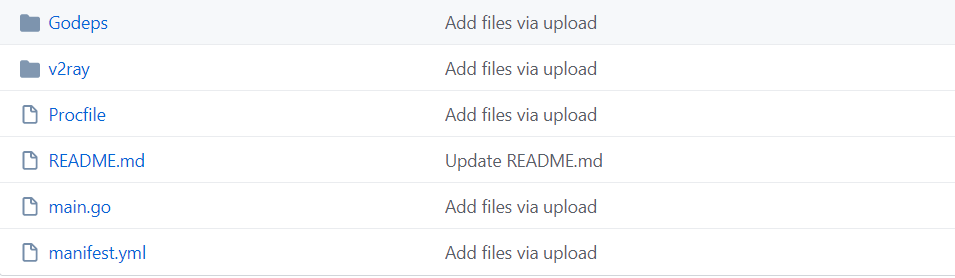 Godeps Add files via upload
v2ray Add files via upload
Procfile Add files via upload
README.md Update README.md
main.go Add files via upload
manifest.yml Add files via upload